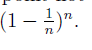 (1 − 1/n)^n.